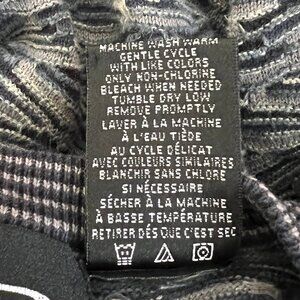 MACHINE WASH WARM
GENTLE CYCLE
WITH LIKE COLORS
ONLY NON-CHLORINE
BLEACH WHEN NEEDED
TUMBLE DRY LOW
REMOVE PROMPTLY
LAVER À LA MACHINE
À L'EAU TIÈDE
AU CYCLE DÉLICAT
AVEC COULEURS SIMILAIRES
BLANCHIR SANS CHLORE
SI NÉCESSAIRE
SÉCHER À LA MACHINE
À BASSE TEMPÉRATURE
RETIRER DÈS QUE C'EST SEC